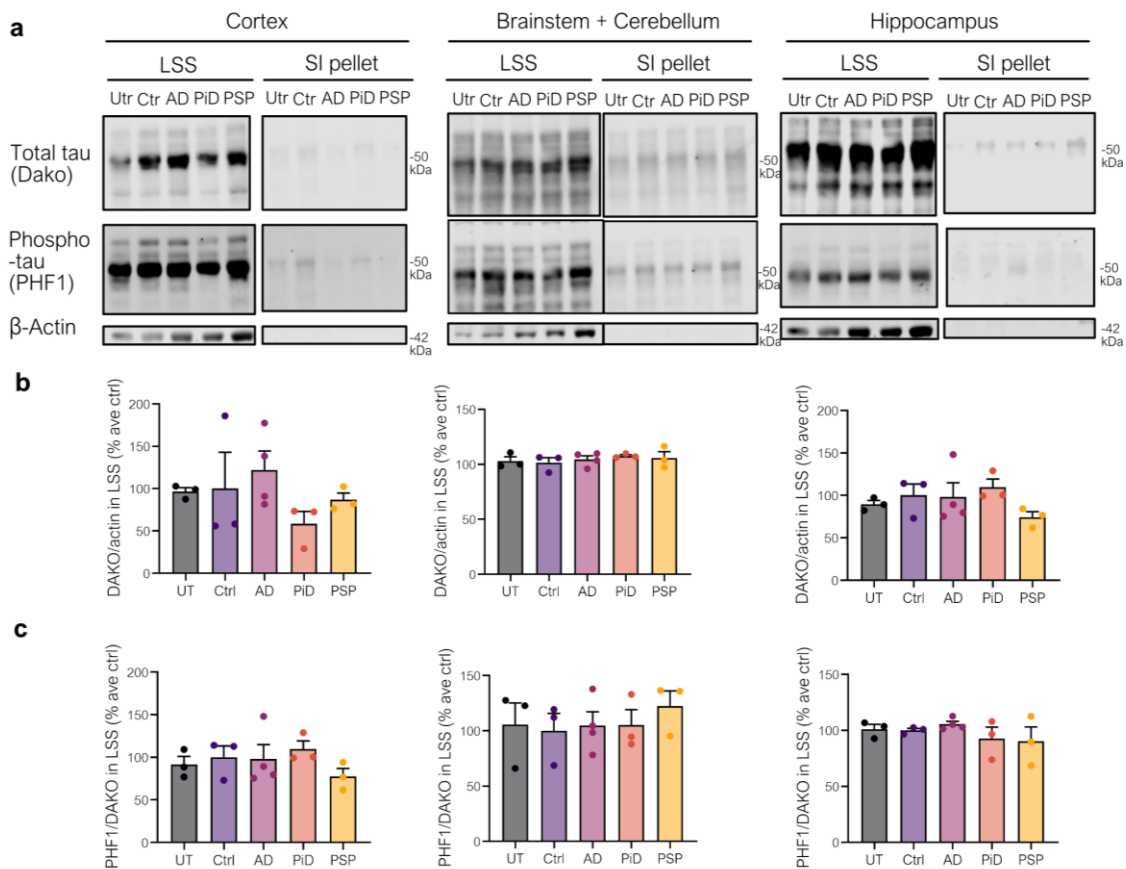 a
Cortex
Brainstem + Cerebellum
Hippocampus
LSS
SI pellet
LSS
SI pellet
LSS
SI pellet
Utr Ctr AD PiD PSP
Utr Ctr AD PiD PSP
Utr Ctr AD PiD PSP
Utr Ctr AD PiD PSP
Utr Ctr AD PiD PSP
Utr Ctr AD PiD PSP
Total tau
(Dako)
-50
kDa
-50
kDa
-50
kDa
Phospho
-tau
(PHF1)
-50
kDa
-50
kDa
-50
kDa
β-Actin
-42
kDa
-42
kDa
-42
kDa
b
DAKO/actin in LSS (% ave ctrl)
200
150
100
50
0
UT Ctrl AD PiD PSP
DAKO/actin in LSS (% ave ctrl)
150
100
50
0
UT Ctrl AD PiD PSP
DAKO/actin in LSS (% ave ctrl)
200
150
100
50
0
UT Ctrl AD PiD PSP
c
PHF1/DAKO in LSS (% ave ctrl)
200
150
100
50
0
UT Ctrl AD PiD PSP
PHF1/DAKO in LSS (% ave ctrl)
150
100
50
0
UT Ctrl AD PiD PSP
PHF1/DAKO in LSS (% ave ctrl)
150
100
50
0
UT Ctrl AD PiD PSP